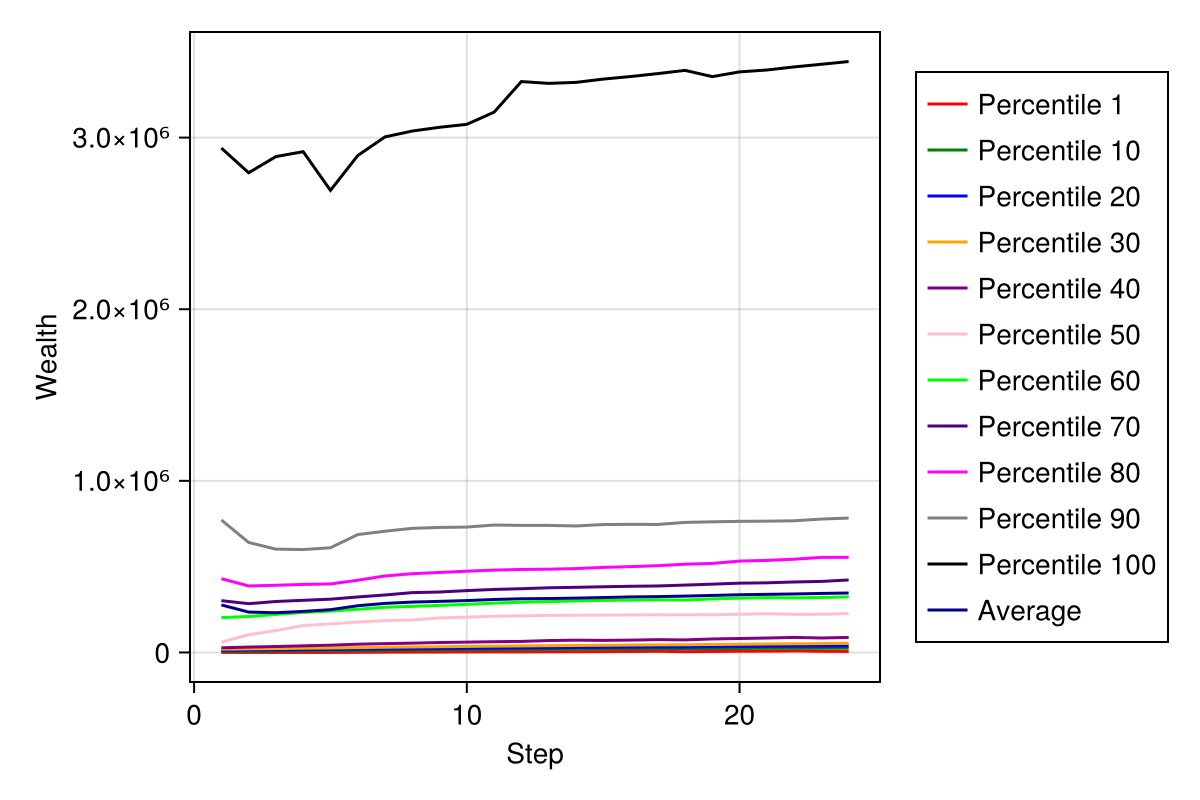 3.0×10⁶
2.0×10⁶
1.0×10⁶
0
Wealth
0 10 20
Step
Percentile 1
Percentile 10
Percentile 20
Percentile 30
Percentile 40
Percentile 50
Percentile 60
Percentile 70
Percentile 80
Percentile 90
Percentile 100
Average